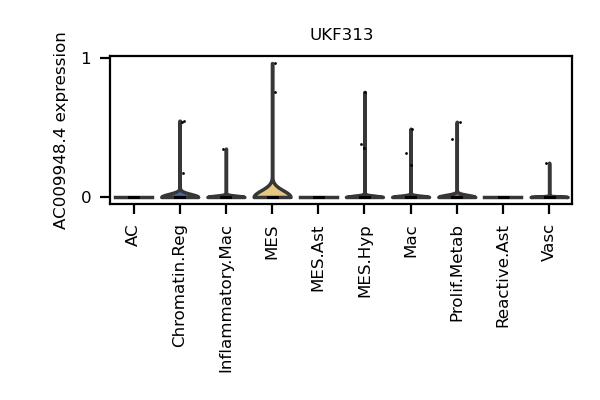 UKF313
AC009948.4 expression
1
0
AC
Chromatin.Reg
Inflammatory.Mac
MES
MES.Ast
MES.Hyp
Mac
Prolif.Metab
Reactive.Ast
Vasc